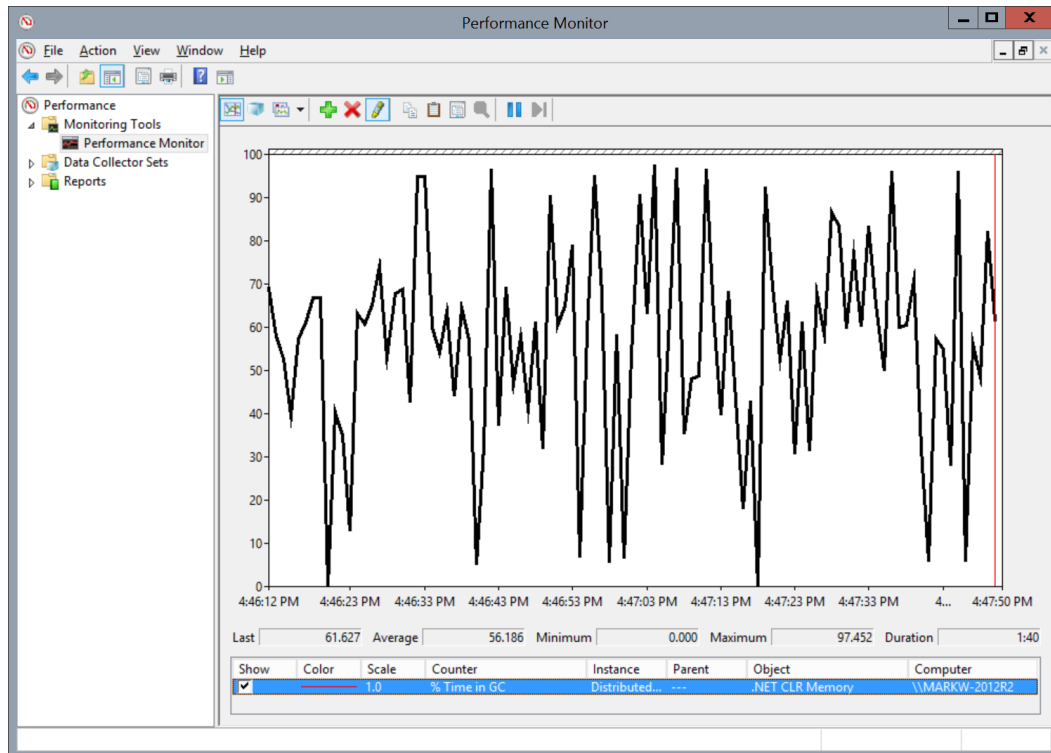 Performance Monitor
File Action View Window Help
Performance
Monitoring Tools
Performance Monitor
Data Collector Sets
Reports
100
90
80
70
60
50
40
30
20
10
0
4:46:12 PM 4:46:23 PM 4:46:33 PM 4:46:43 PM 4:46:53 PM 4:47:03 PM 4:47:13 PM 4:47:23 PM 4:47:33 PM 4... 4:47:50 PM
Last 61.627 Average 56.186 Minimum 0.000 Maximum 97.452 Duration 1:40
Show Color Scale Counter Instance Parent Object Computer
1.0 % Time in GC Distributed... --- .NET CLR Memory \\MARKW-2012R2